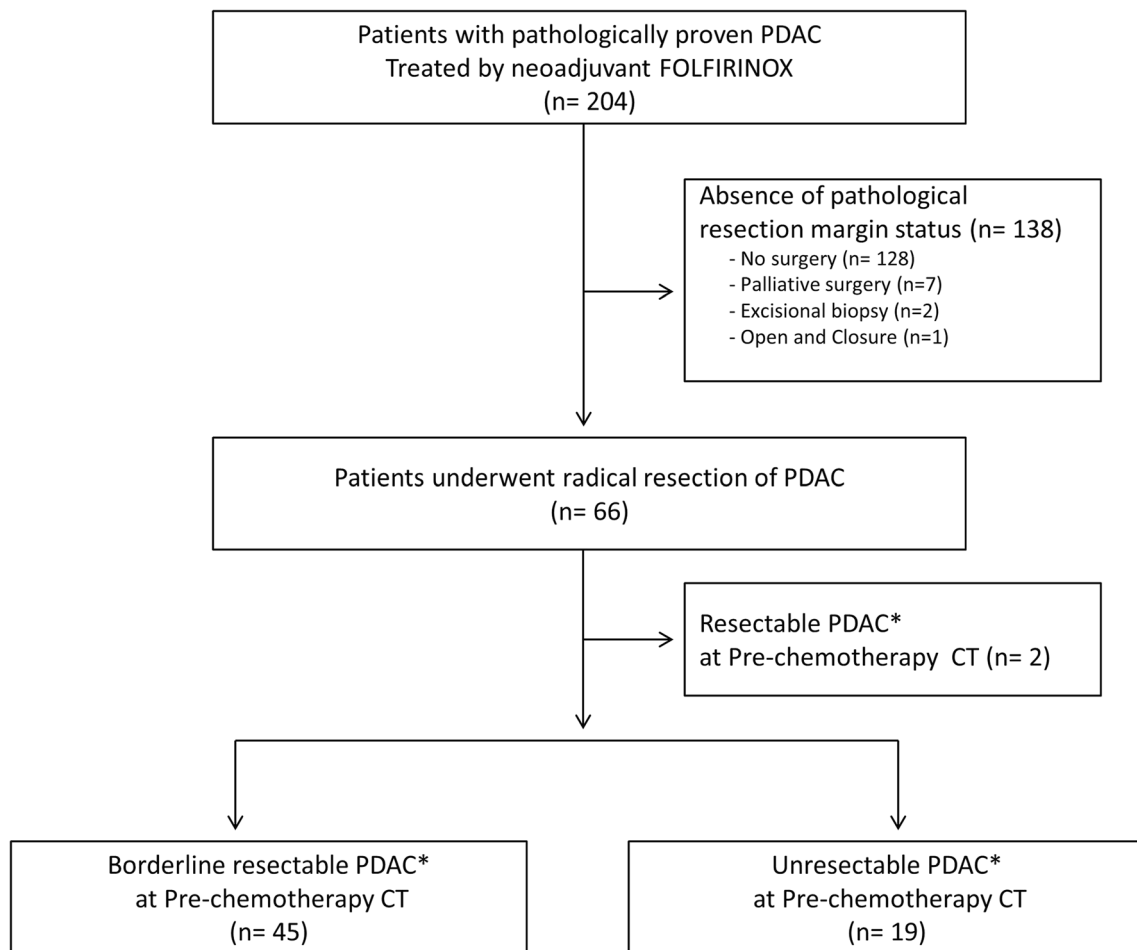 Patients with pathologically proven PDAC
Treated by neoadjuvant FOLFIRINOX
(n= 204)
Absence of pathological
resection margin status (n= 138)
- No surgery (n= 128)
- Palliative surgery (n=7)
- Excisional biopsy (n=2)
- Open and Closure (n=1)
Patients underwent radical resection of PDAC
(n= 66)
Resectable PDAC*
at Pre-chemotherapy CT (n= 2)
Borderline resectable PDAC*
at Pre-chemotherapy CT
(n= 45)
Unresectable PDAC*
at Pre-chemotherapy CT
(n= 19)